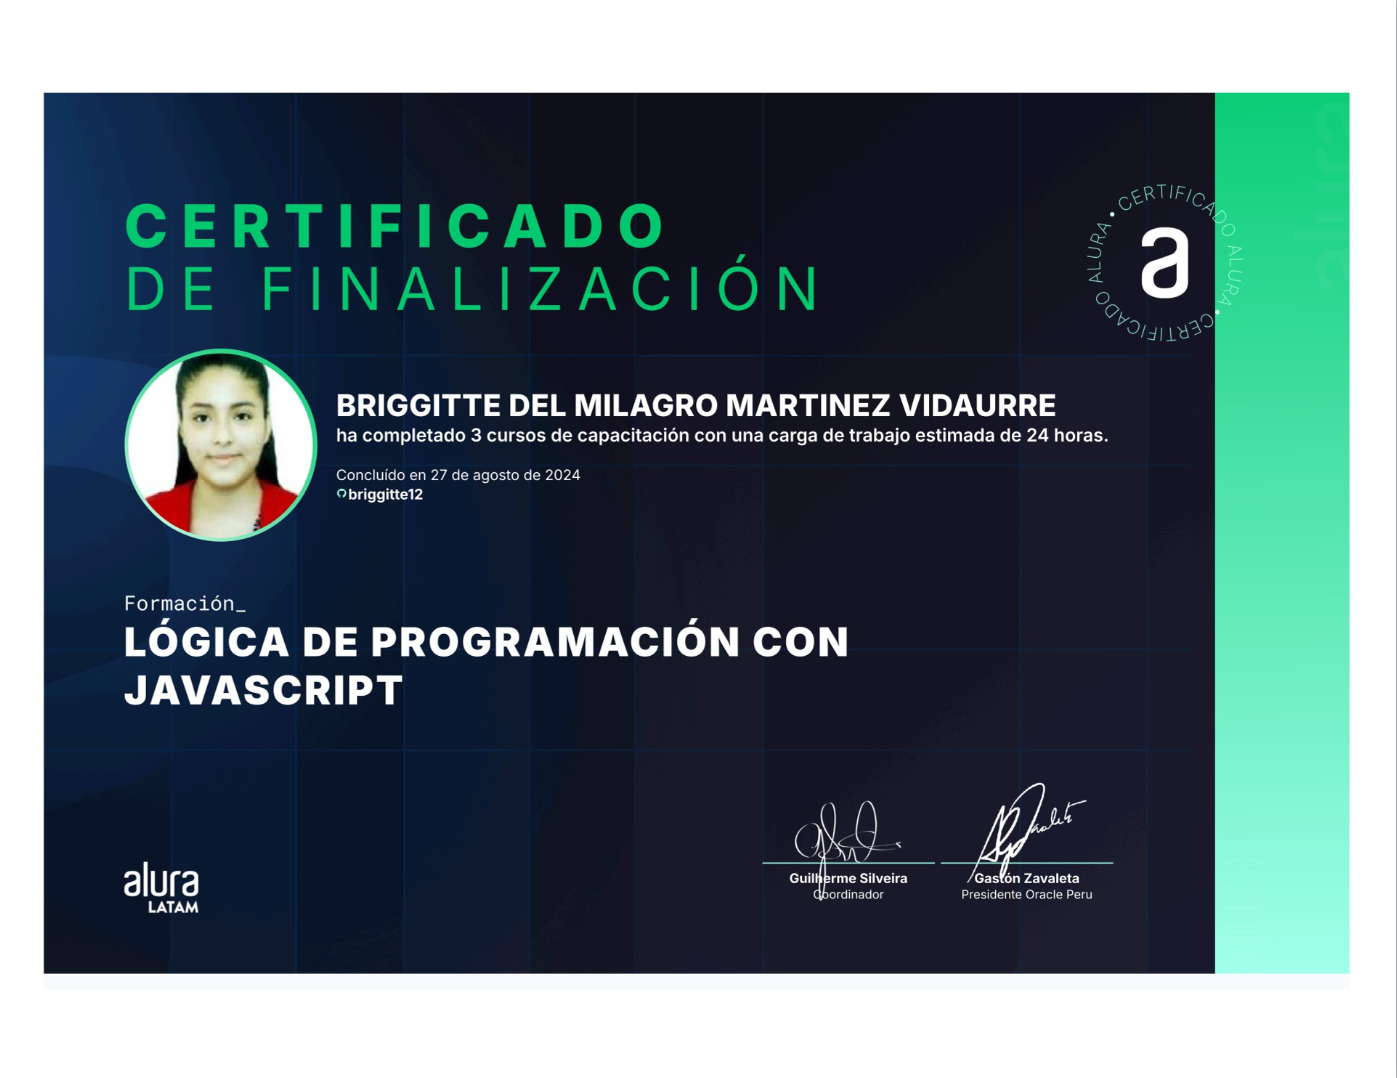 CERTIFICADO
DE FINALIZACIÓN
CERTIFICADO ALURA • CERTIFICADO ALURA •
a
alura
BRIGGITTE DEL MILAGRO MARTINEZ VIDAURRE
ha completado 3 cursos de capacitación con una carga de trabajo estimada de 24 horas.
Concluído en 27 de agosto de 2024
briggitte12
Formación_
LÓGICA DE PROGRAMACIÓN CON
JAVASCRIPT
alura
LATAM
Guilherme Silveira
Coordinador
Gastón Zavaleta
Presidente Oracle Peru